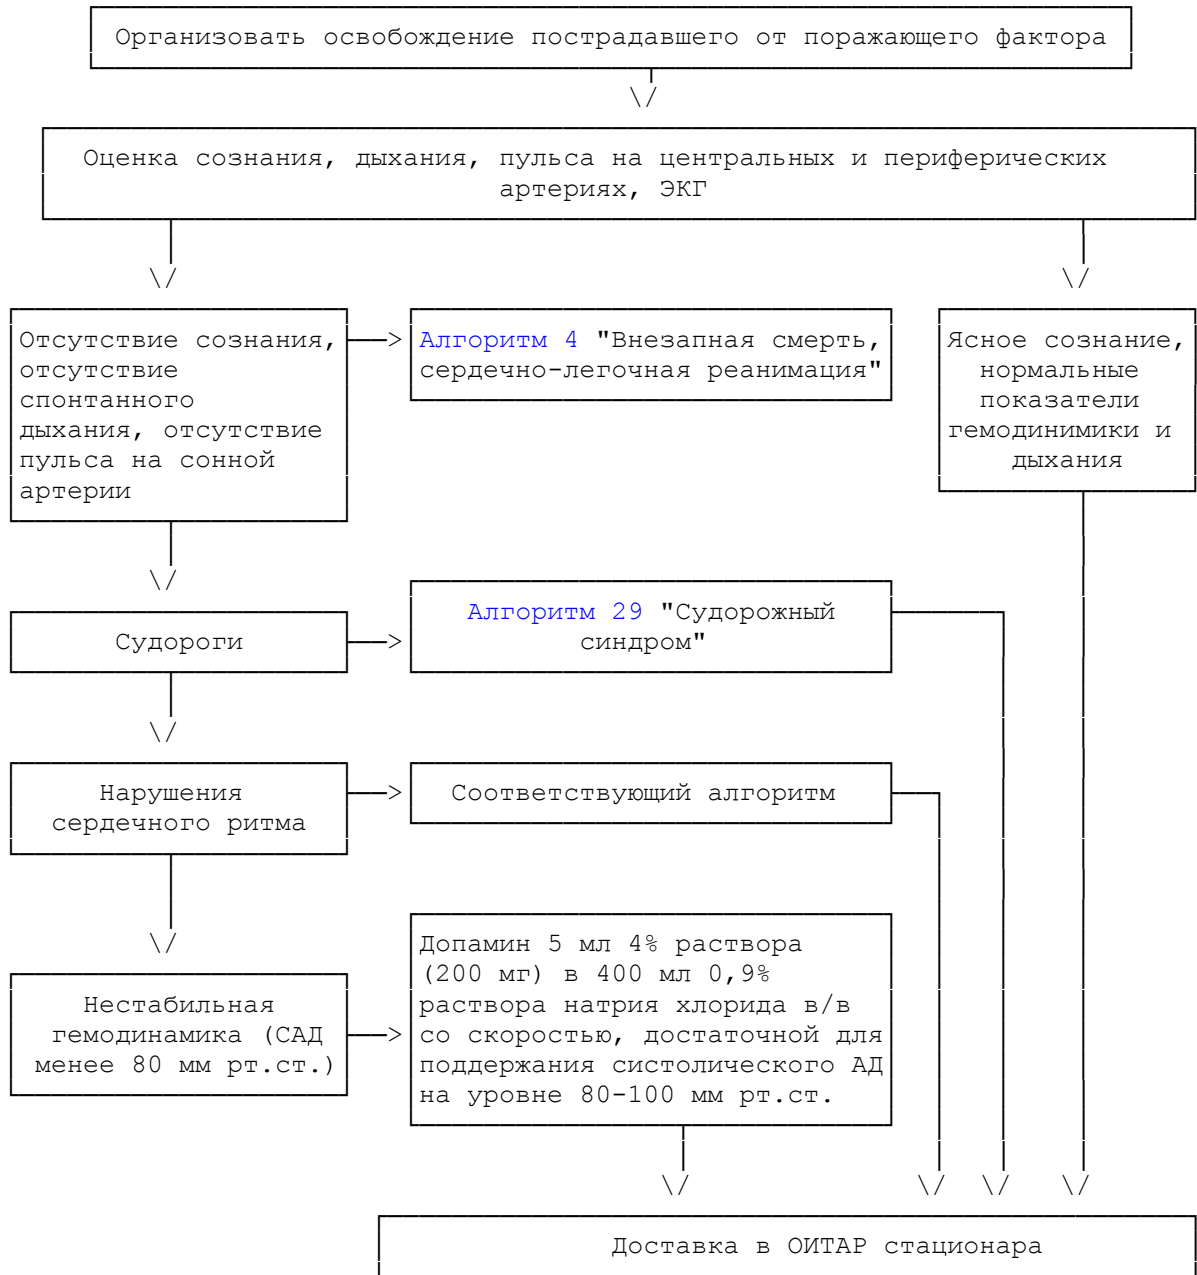 Организовать освобождение пострадавшего от поражающего фактора
Оценка сознания, дыхания, пульса на центральных и периферических
артериях, ЭКГ
Отсутствие сознания,
отсутствие
спонтанного
дыхания, отсутствие
пульса на сонной
артерии
Алгоритм 4 "Внезапная смерть,
сердечно-легочная реанимация"
Ясное сознание,
нормальные
показатели
гемодинимики и
дыхания
Судороги
Алгоритм 29 "Судорожный
синдром"
Нарушения
сердечного ритма
Соответствующий алгоритм
Нестабильная
гемодинамика (САД
менее 80 мм рт.ст.)
Допамин 5 мл 4% раствора
(200 мг) в 400 мл 0,9%
раствора натрия хлорида в/в
со скоростью, достаточной для
поддержания систолического АД
на уровне 80-100 мм рт.ст.
Доставка в ОИТАР стационара